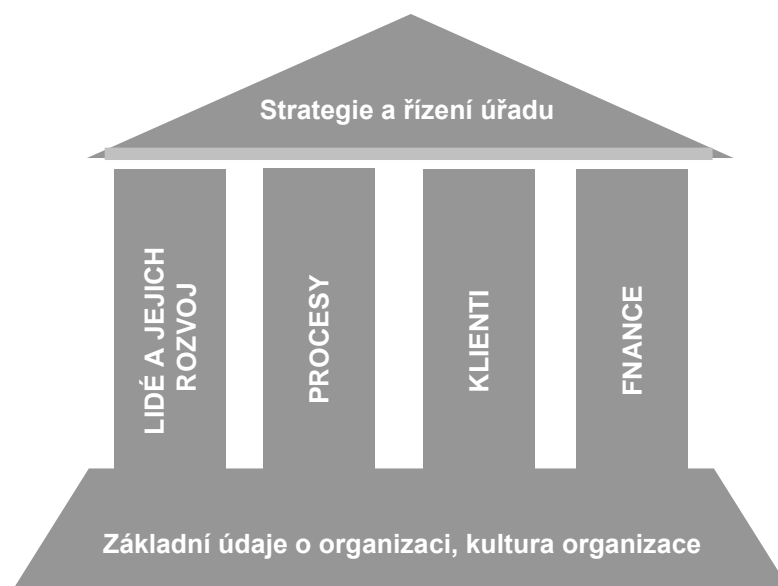 Strategie a řízení úřadu
LIDÉ A JEJICH
ROZVOJ
PROCESY
KLIENTI
FNANCE
Základní údaje o organizaci, kultura organizace